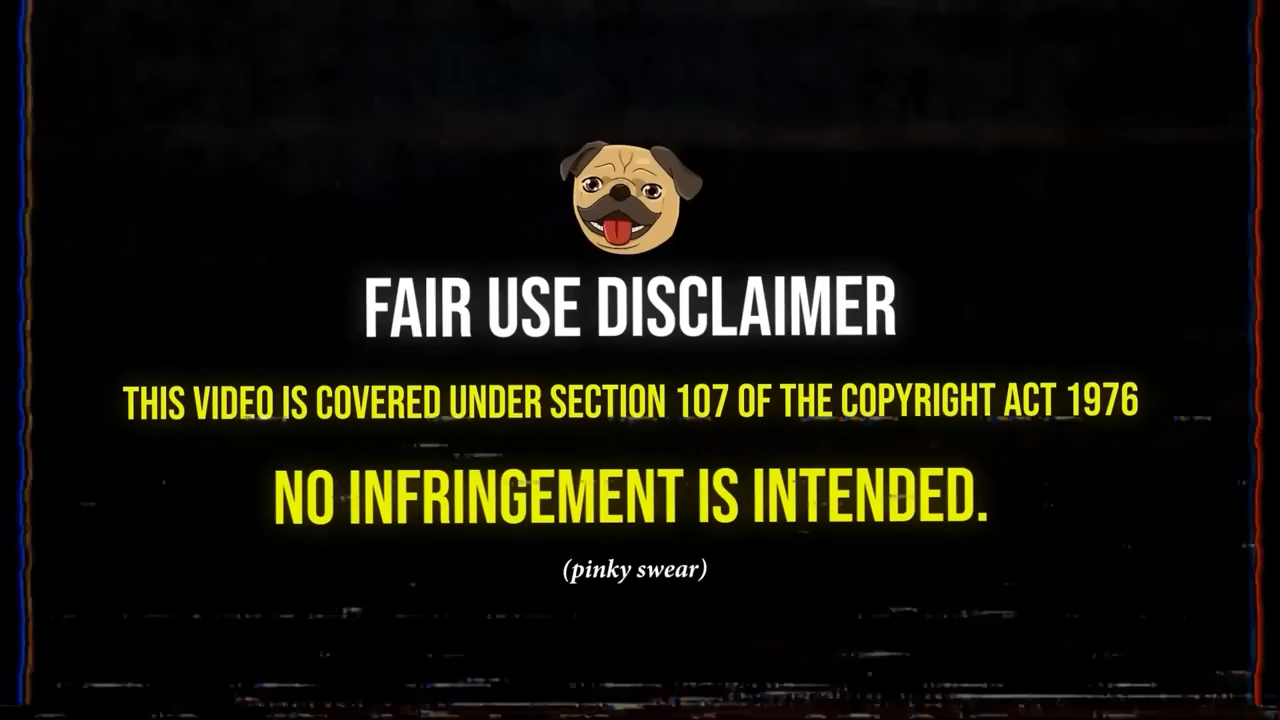 FAIR USE DISCLAIMER
THIS VIDEO IS COVERED UNDER SECTION 107 OF THE COPYRIGHT ACT 1976
NO INFRINGEMENT IS INTENDED.
(pinky swear)